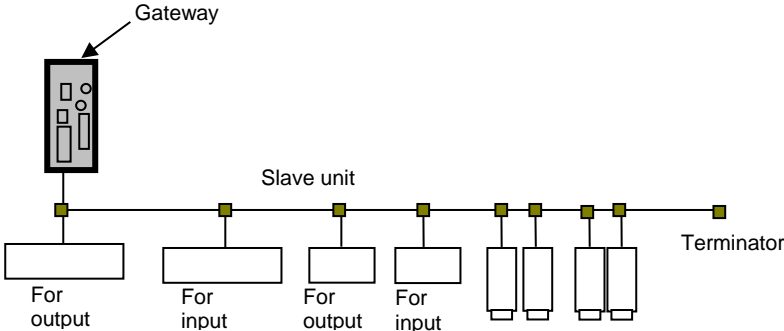 Gateway
Slave unit
Terminator
For
output
For
input
For
output
For
input